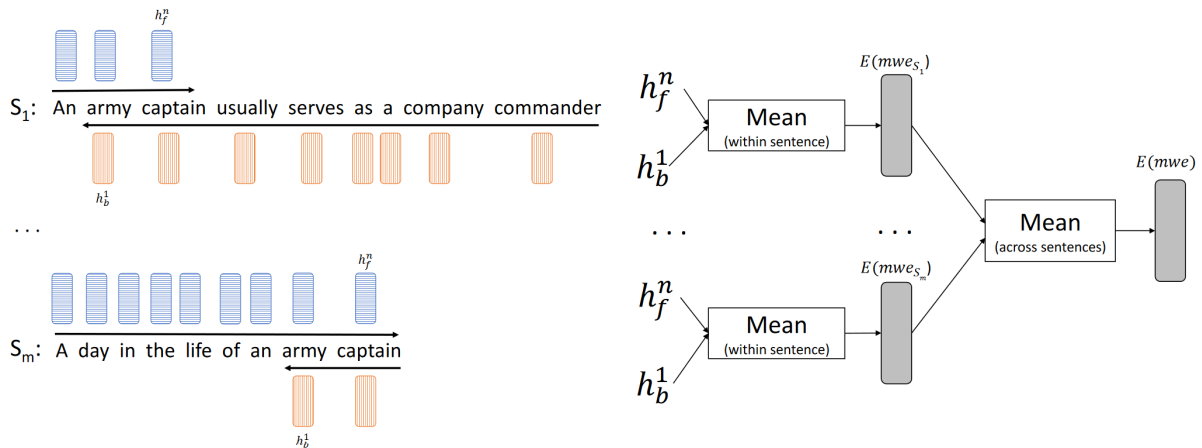 h_f^n
S_1: An army captain usually serves as a company commander
h_b^1
...
h_f^n
S_m: A day in the life of an army captain
h_b^1
h_f^n
h_b^1
Mean
(within sentence)
E(mwe_{S_1})
...
...
h_f^n
h_b^1
Mean
(within sentence)
E(mwe_{S_m})
Mean
(across sentences)
E(mwe)